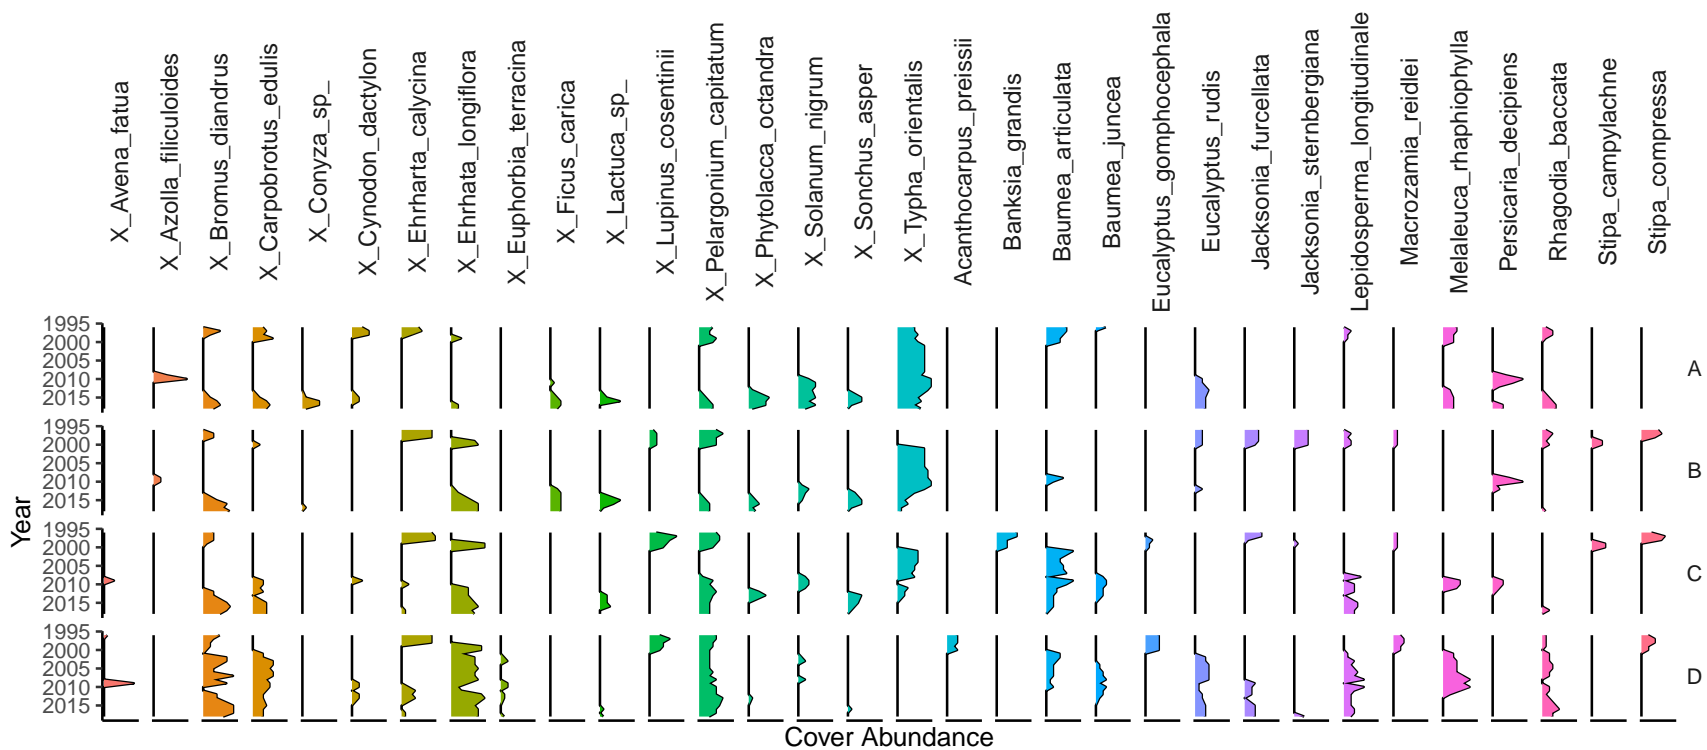 X_Avena_fatua
X_Azolla_filiculoides
X_Bromus_diandrus
X_Carpobrotus_edulis
X_Conyza_sp_
X_Cynodon_dactylon
X_Ehrharta_calycina
X_Ehrhata_longiflora
X_Euphorbia_terracina
X_Ficus_carica
X_Lactuca_sp_
X_Lupinus_cosentinii
X_Pelargonium_capitatum
X_Phytolacca_octandra
X_Solanum_nigrum
X_Sonchus_asper
X_Typha_orientalis
Acanthocarpus_preissii
Banksia_grandis
Baumea_articulata
Baumea_juncea
Eucalyptus_gomphocephala
Eucalyptus_rudis
Jacksonia_furcellata
Jacksonia_sternbergiana
Lepidosperma_longitudinale
Macrozamia_reidlei
Melaleuca_rhaphiophylla
Persicaria_decipiens
Rhagodia_baccata
Stipa_campylachne
Stipa_compressa
1995
2000
2005
2010
2015
A
1995
2000
2005
2010
2015
B
1995
2000
2005
2010
2015
C
1995
2000
2005
2010
2015
D
Year
Cover Abundance